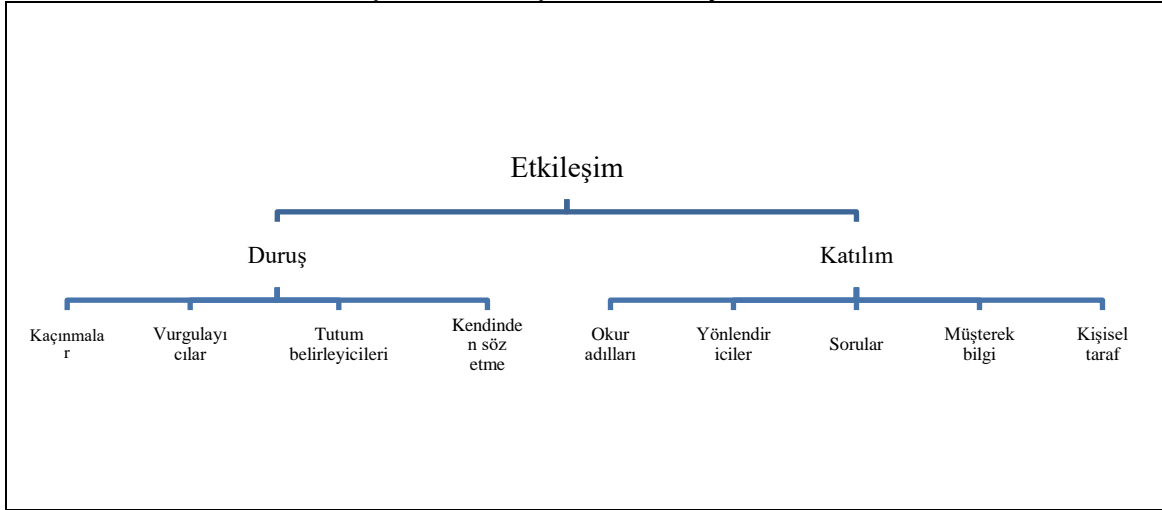 Etkileşim
Duruş
Katılım
Kaçınmala
r
Vurgulayı
cılar
Tutum
belirleyicileri
Kendinde
n söz
etme
Okur
adılları
Yönlendir
iciler
Sorular
Müşterek
bilgi
Kişisel
taraf